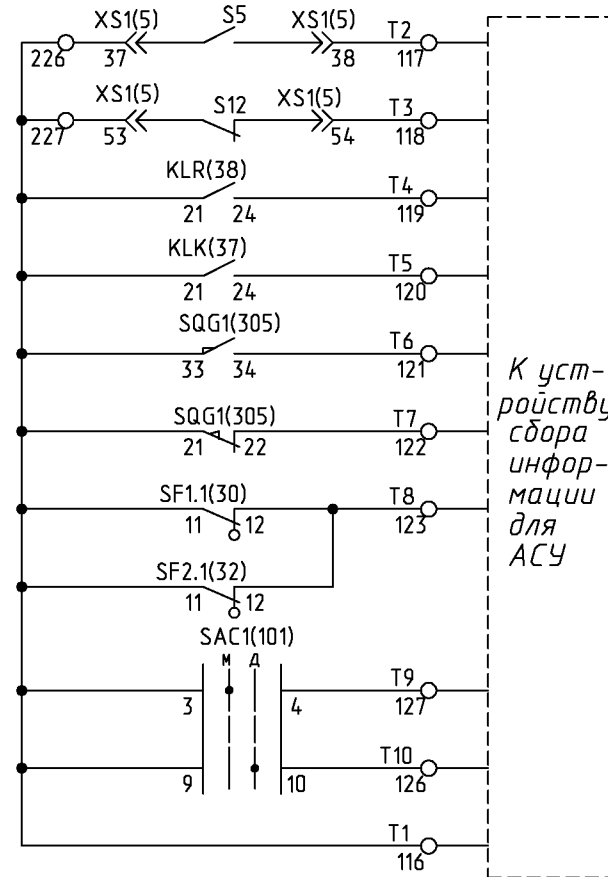 XS1(5) S5 XS1(5) T2
226 37 38 117
XS1(5) S12 XS1(5) T3
227 53 54 118
KLR(38) T4
21 24 119
KLK(37) T5
21 24 120
SQG1(305) T6
33 34 121
SQG1(305) T7
21 22 122
SF1.1(30) T8
11 12 123
SF2.1(32)
11 12
SAC1(101)
М Д
T9
3 4 127
T10
9 10 126
T1
116
К уст-
ройству
сбора
инфор-
мации
для
АСУ